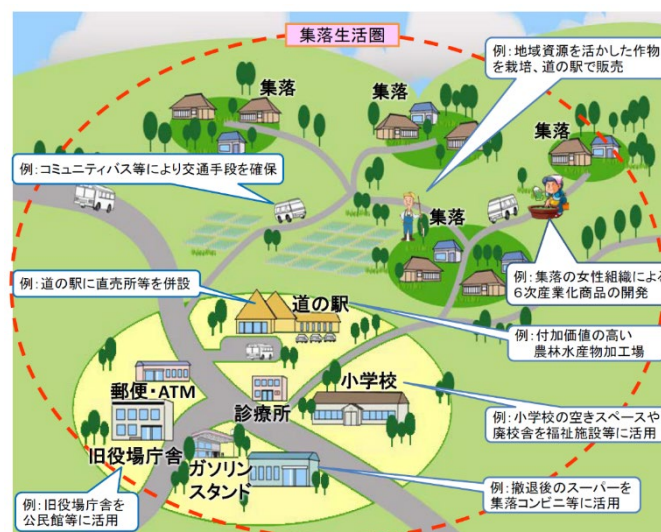 集落生活圏
例：地域資源を活かした作物
を栽培、道の駅で販売
集落
集落
集落
例：コミュニティバス等により交通手段を確保
集落
例：集落の女性組織による
６次産業化商品の開発
例：道の駅に直売所等を併設
道の駅
例：付加価値の高い
農林水産物加工場
郵便・ATM
診療所
小学校
例：小学校の空きスペースや
廃校舎を福祉施設等に活用
旧役場庁舎
ガソリン
スタンド
例：旧役場庁舎を
公民館等に活用
例：撤退後のスーパーを
集落コンビニ等に活用